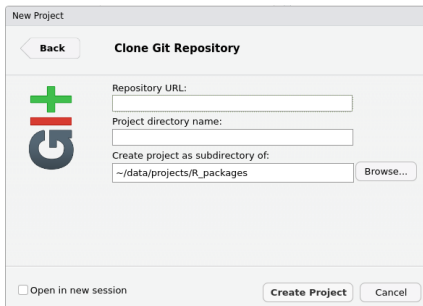 New Project
Back
Clone Git Repository
Repository URL:
Project directory name:
Create project as subdirectory of:
~/data/projects/R_packages
Browse...
git
Open in new session
Create Project
Cancel